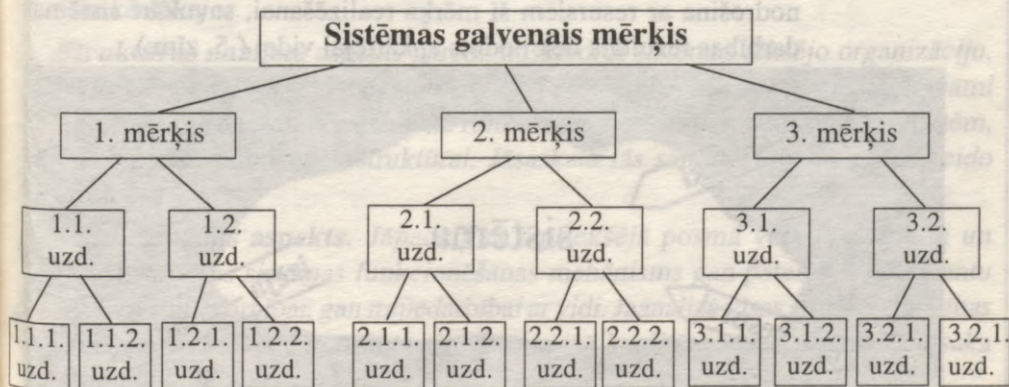 Sistēmas galvenais mērķis
1. mērķis 2. mērķis 3. mērķis
1.1. uzd. 1.2. uzd. 2.1. uzd. 2.2. uzd. 3.1. uzd. 3.2. uzd.
1.1.1. uzd. 1.1.2. uzd. 1.2.1. uzd. 1.2.2. uzd. 2.1.1. uzd. 2.1.2. uzd. 2.2.1. uzd. 2.2.2. uzd. 3.1.1. uzd. 3.1.2. uzd. 3.2.1. uzd. 3.2.1. uzd.